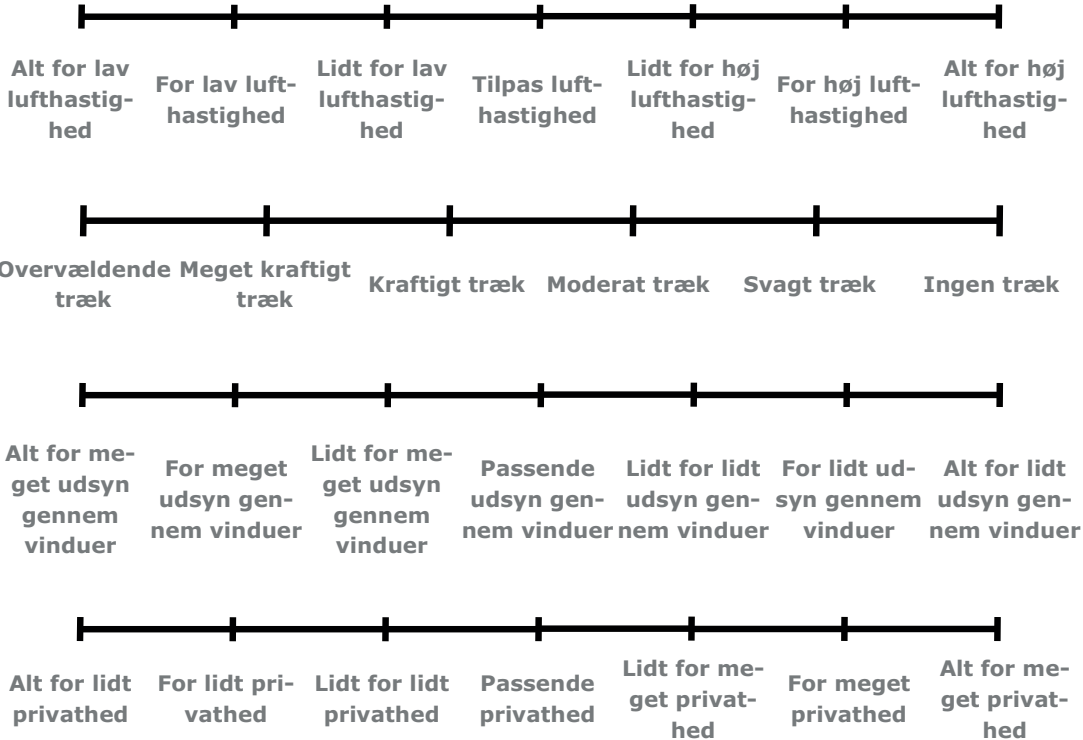 Alt for lav
lufthastig-
hed
For lav luft-
hastighed
Lidt for lav
lufthastig-
hed
Tilpas luft-
hastighed
Lidt for høj
lufthastig-
hed
For høj luft-
hastighed
Alt for høj
lufthastig-
hed
Overvældende
træk
Meget kraftigt
træk
Kraftigt træk
Moderat træk
Svagt træk
Ingen træk
Alt for me-
get udsyn
gennem
vinduer
For meget
udsyn gen-
nem vinduer
Lidt for me-
get udsyn
gennem
vinduer
Passende
udsyn gen-
nem vinduer
Lidt for lidt
udsyn gen-
nem vinduer
For lidt ud-
syn gennem
vinduer
Alt for lidt
udsyn gen-
nem vinduer
Alt for lidt
privathed
For lidt pri-
vathed
Lidt for lidt
privathed
Passende
privathed
Lidt for me-
get privat-
hed
For meget
privathed
Alt for me-
get privat-
hed